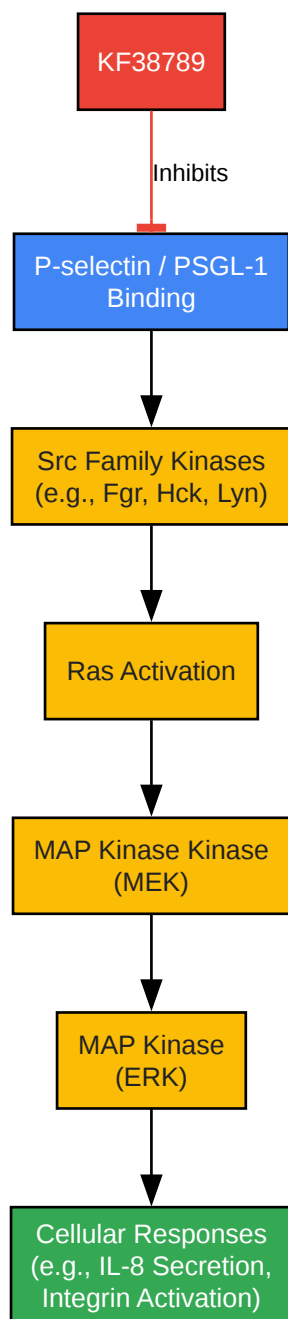 KF38789
Inhibits
P-selectin / PSGL-1
Binding
Src Family Kinases
(e.g., Fgr, Hck, Lyn)
Ras Activation
MAP Kinase Kinase
(MEK)
MAP Kinase
(ERK)
Cellular Responses
(e.g., IL-8 Secretion,
Integrin Activation)